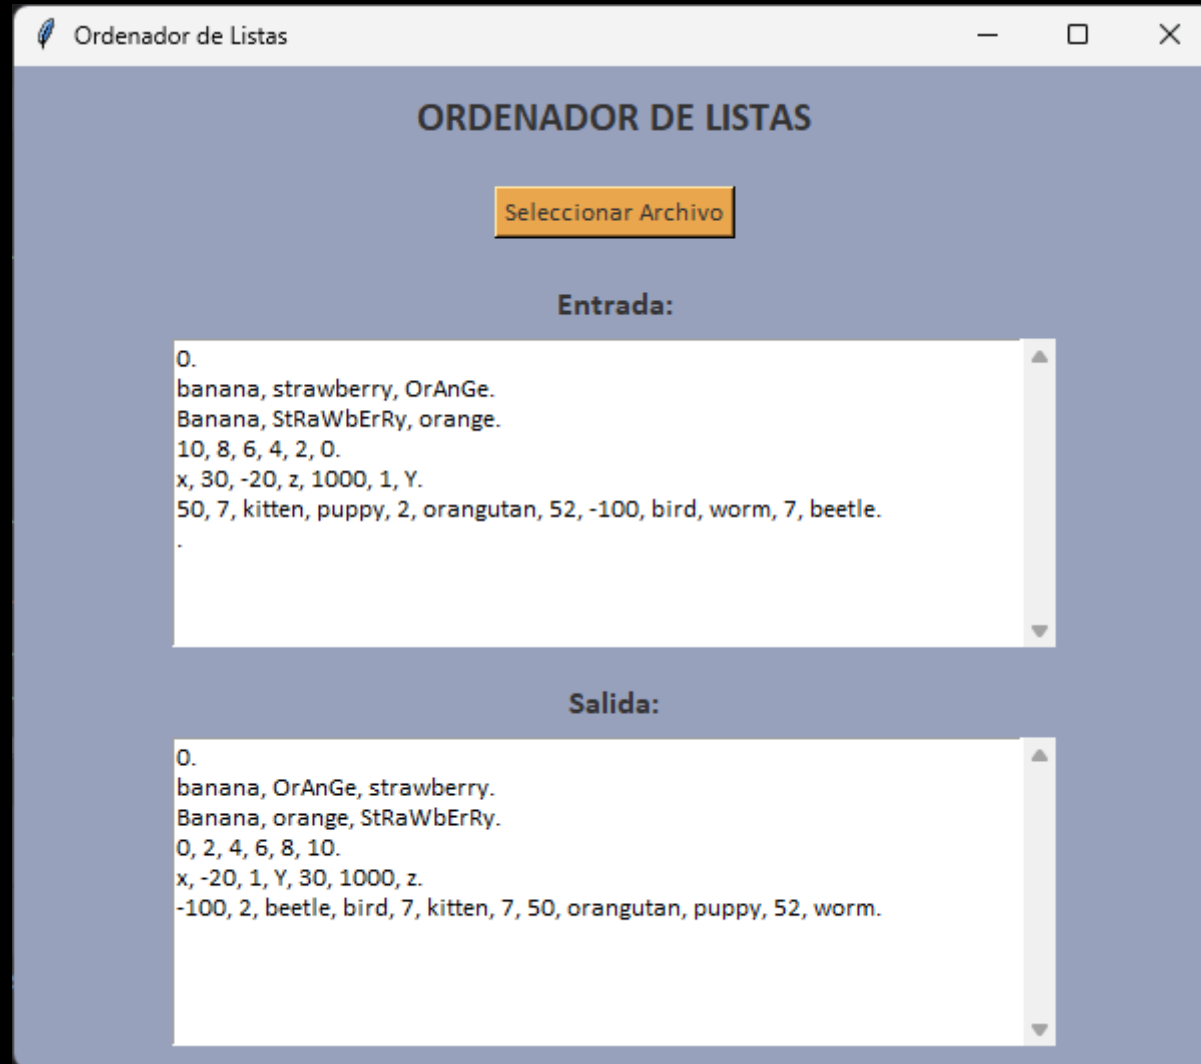 Ordenador de Listas
ORDENADOR DE LISTAS
Seleccionar Archivo
Entrada:
0.
banana, strawberry, OrAnGe.
Banana, StRaWbErRy, orange.
10, 8, 6, 4, 2, 0.
x, 30, -20, z, 1000, 1, Y.
50, 7, kitten, puppy, 2, orangutan, 52, -100, bird, worm, 7, beetle.
.
Salida:
0.
banana, OrAnGe, strawberry.
Banana, orange, StRaWbErRy.
0, 2, 4, 6, 8, 10.
x, -20, 1, Y, 30, 1000, z.
-100, 2, beetle, bird, 7, kitten, 7, 50, orangutan, puppy, 52, worm.